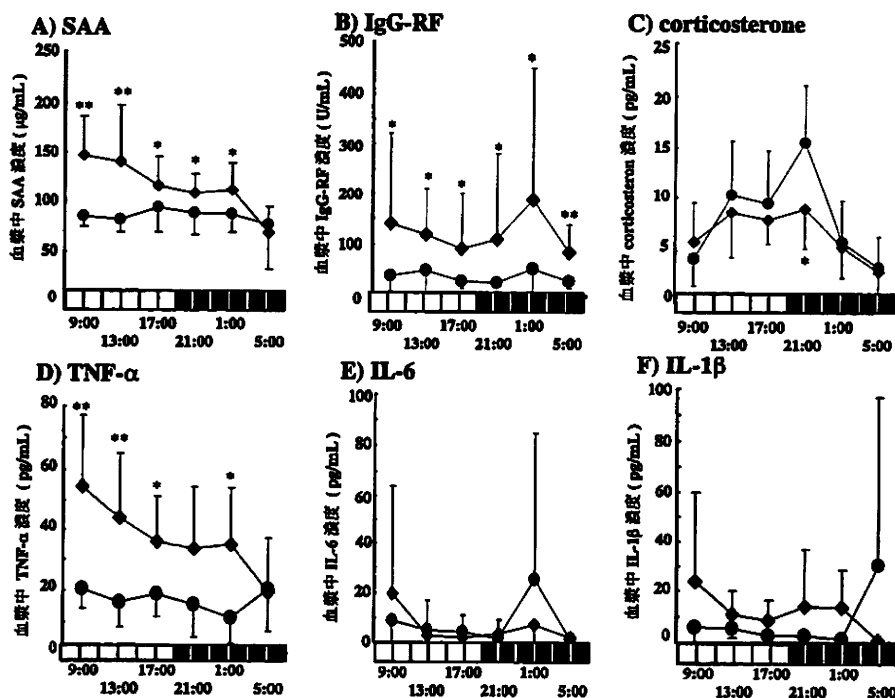 A) SAA
血漿中 SAA 濃度 ( μg/mL )
250
200
150
100
50
0
** ** * * *
9:00 17:00 1:00
13:00 21:00 5:00
B) IgG-RF
血漿中 IgG-RF 濃度 ( U/mL )
500
400
300
200
100
0
* * * * * **
9:00 17:00 1:00
13:00 21:00 5:00
C) corticosterone
血漿中 corticosteron 濃度 ( pg/mL )
25
20
15
10
5
0
*
9:00 17:00 1:00
13:00 21:00 5:00
D) TNF-α
血漿中 TNF-α 濃度 ( pg/mL )
80
60
40
20
0
** ** * *
9:00 17:00 1:00
13:00 21:00 5:00
E) IL-6
血漿中 IL-6 濃度 ( pg/mL )
100
80
60
40
20
0
9:00 17:00 1:00
13:00 21:00 5:00
F) IL-1β
血漿中 IL-1β 濃度 ( pg/mL )
100
80
60
40
20
0
9:00 17:00 1:00
13:00 21:00 5:00